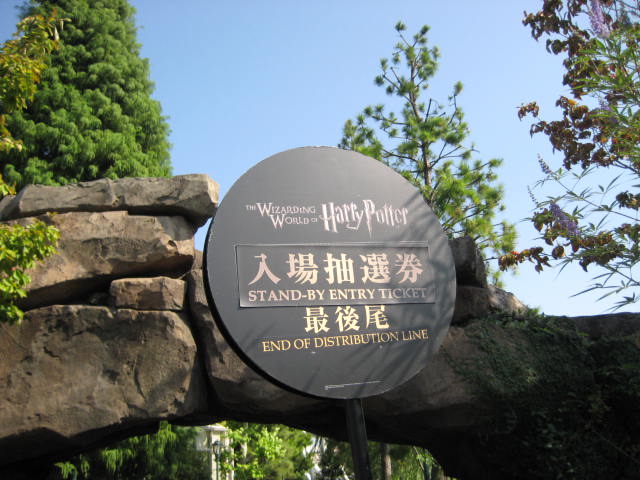 THE WIZARDING WORLD OF Harry Potter
入場抽選券
STAND-BY ENTRY TICKET
最後尾
END OF DISTRIBUTION LINE